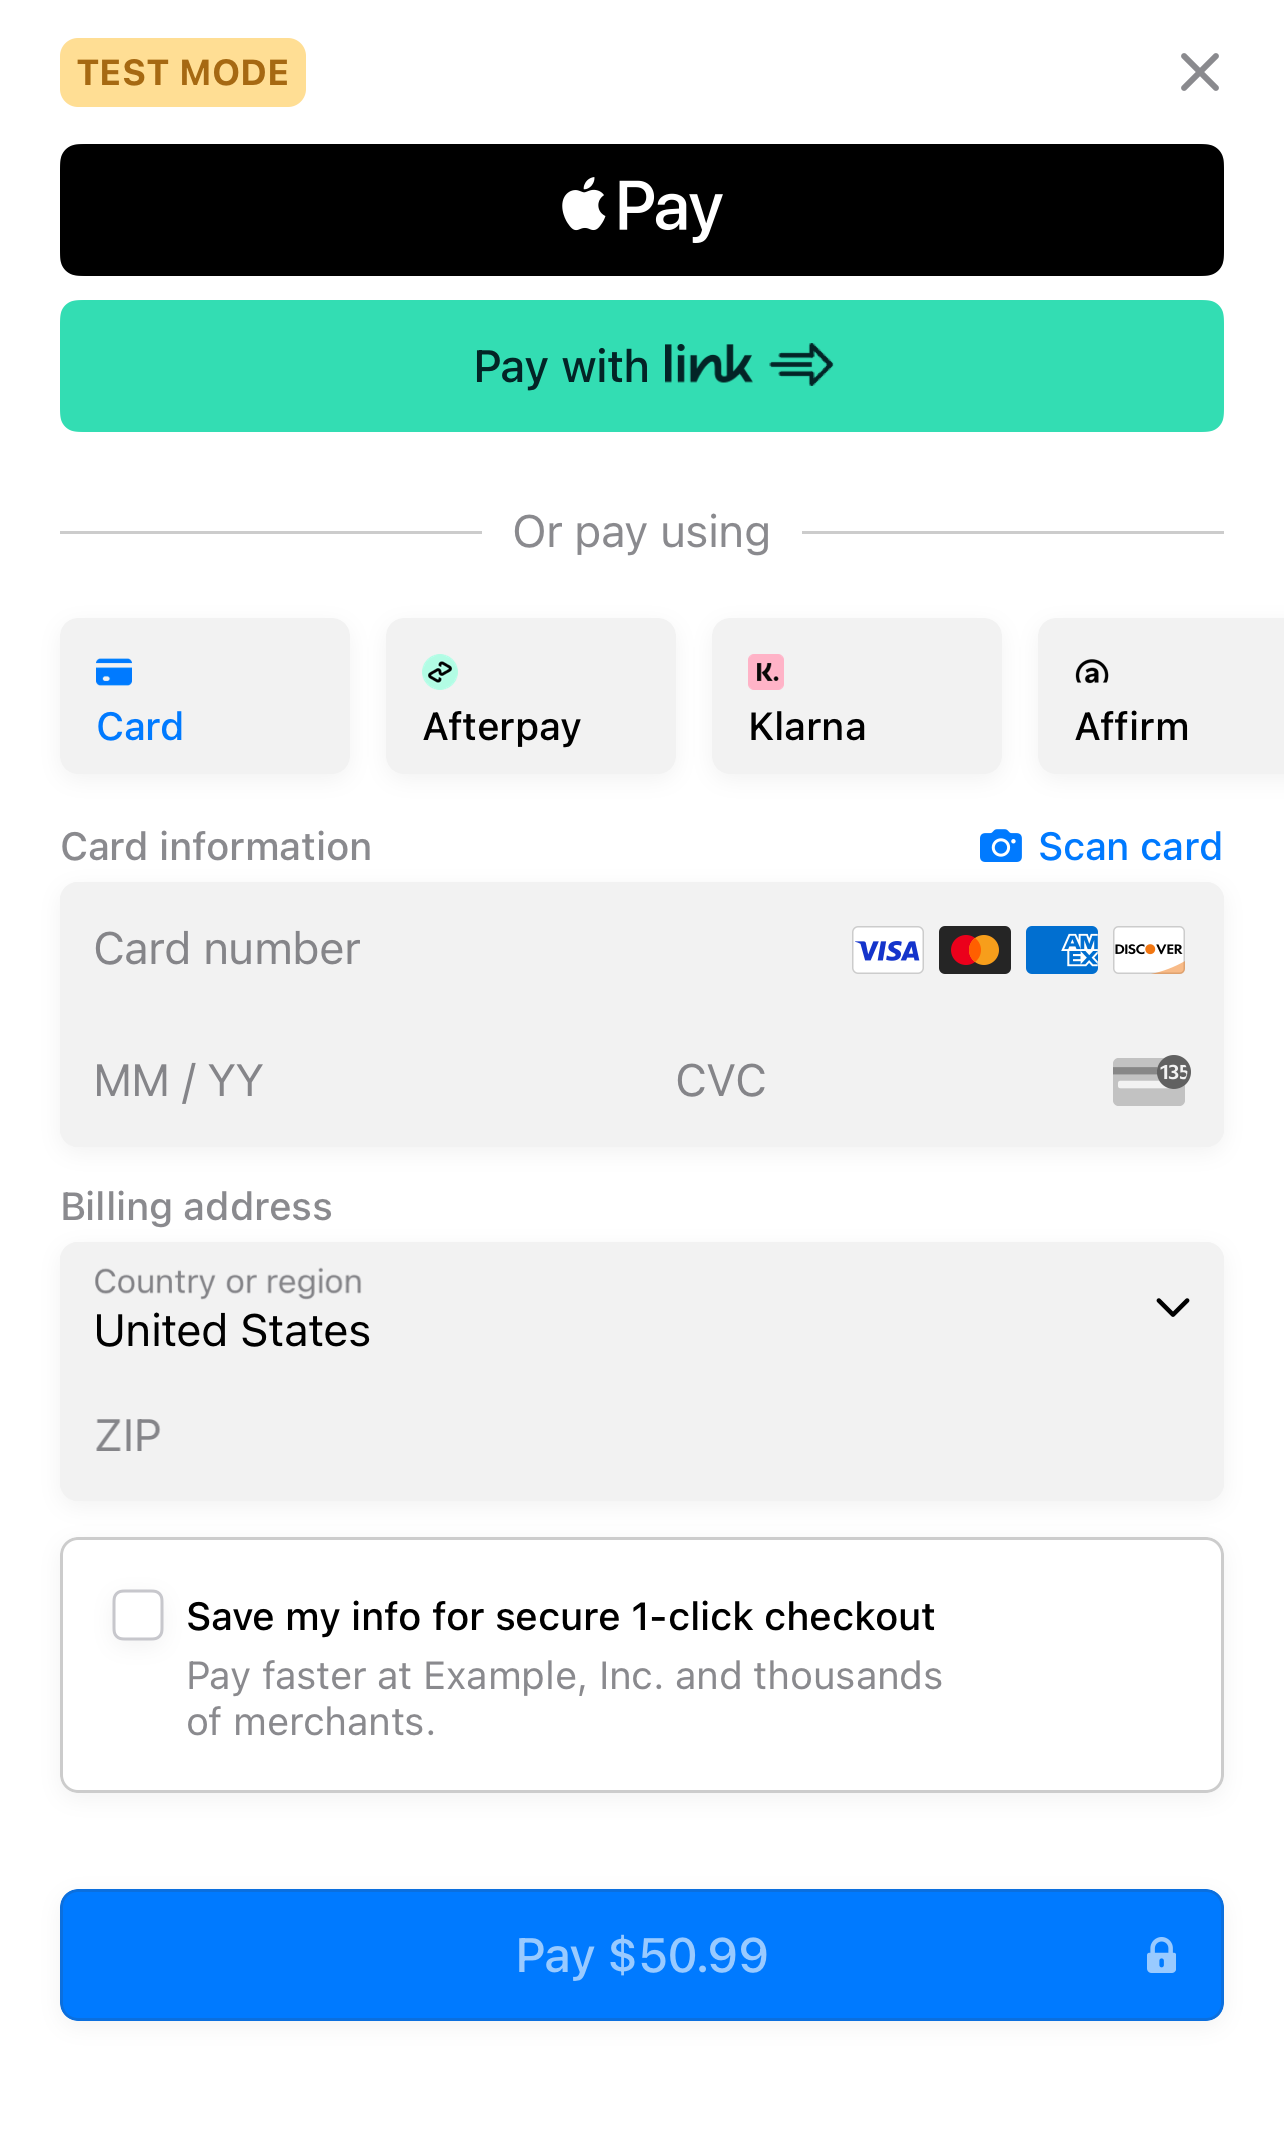 TEST MODE
Pay
Pay with link
Or pay using
Card
Afterpay
K.
Klarna
a
Affirm
Card information
Scan card
Card number
VISA
AM
EX
DISCOVER
MM / YY
CVC
135
Billing address
Country or region
United States
ZIP
Save my info for secure 1-click checkout
Pay faster at Example, Inc. and thousands
of merchants.
Pay $50.99